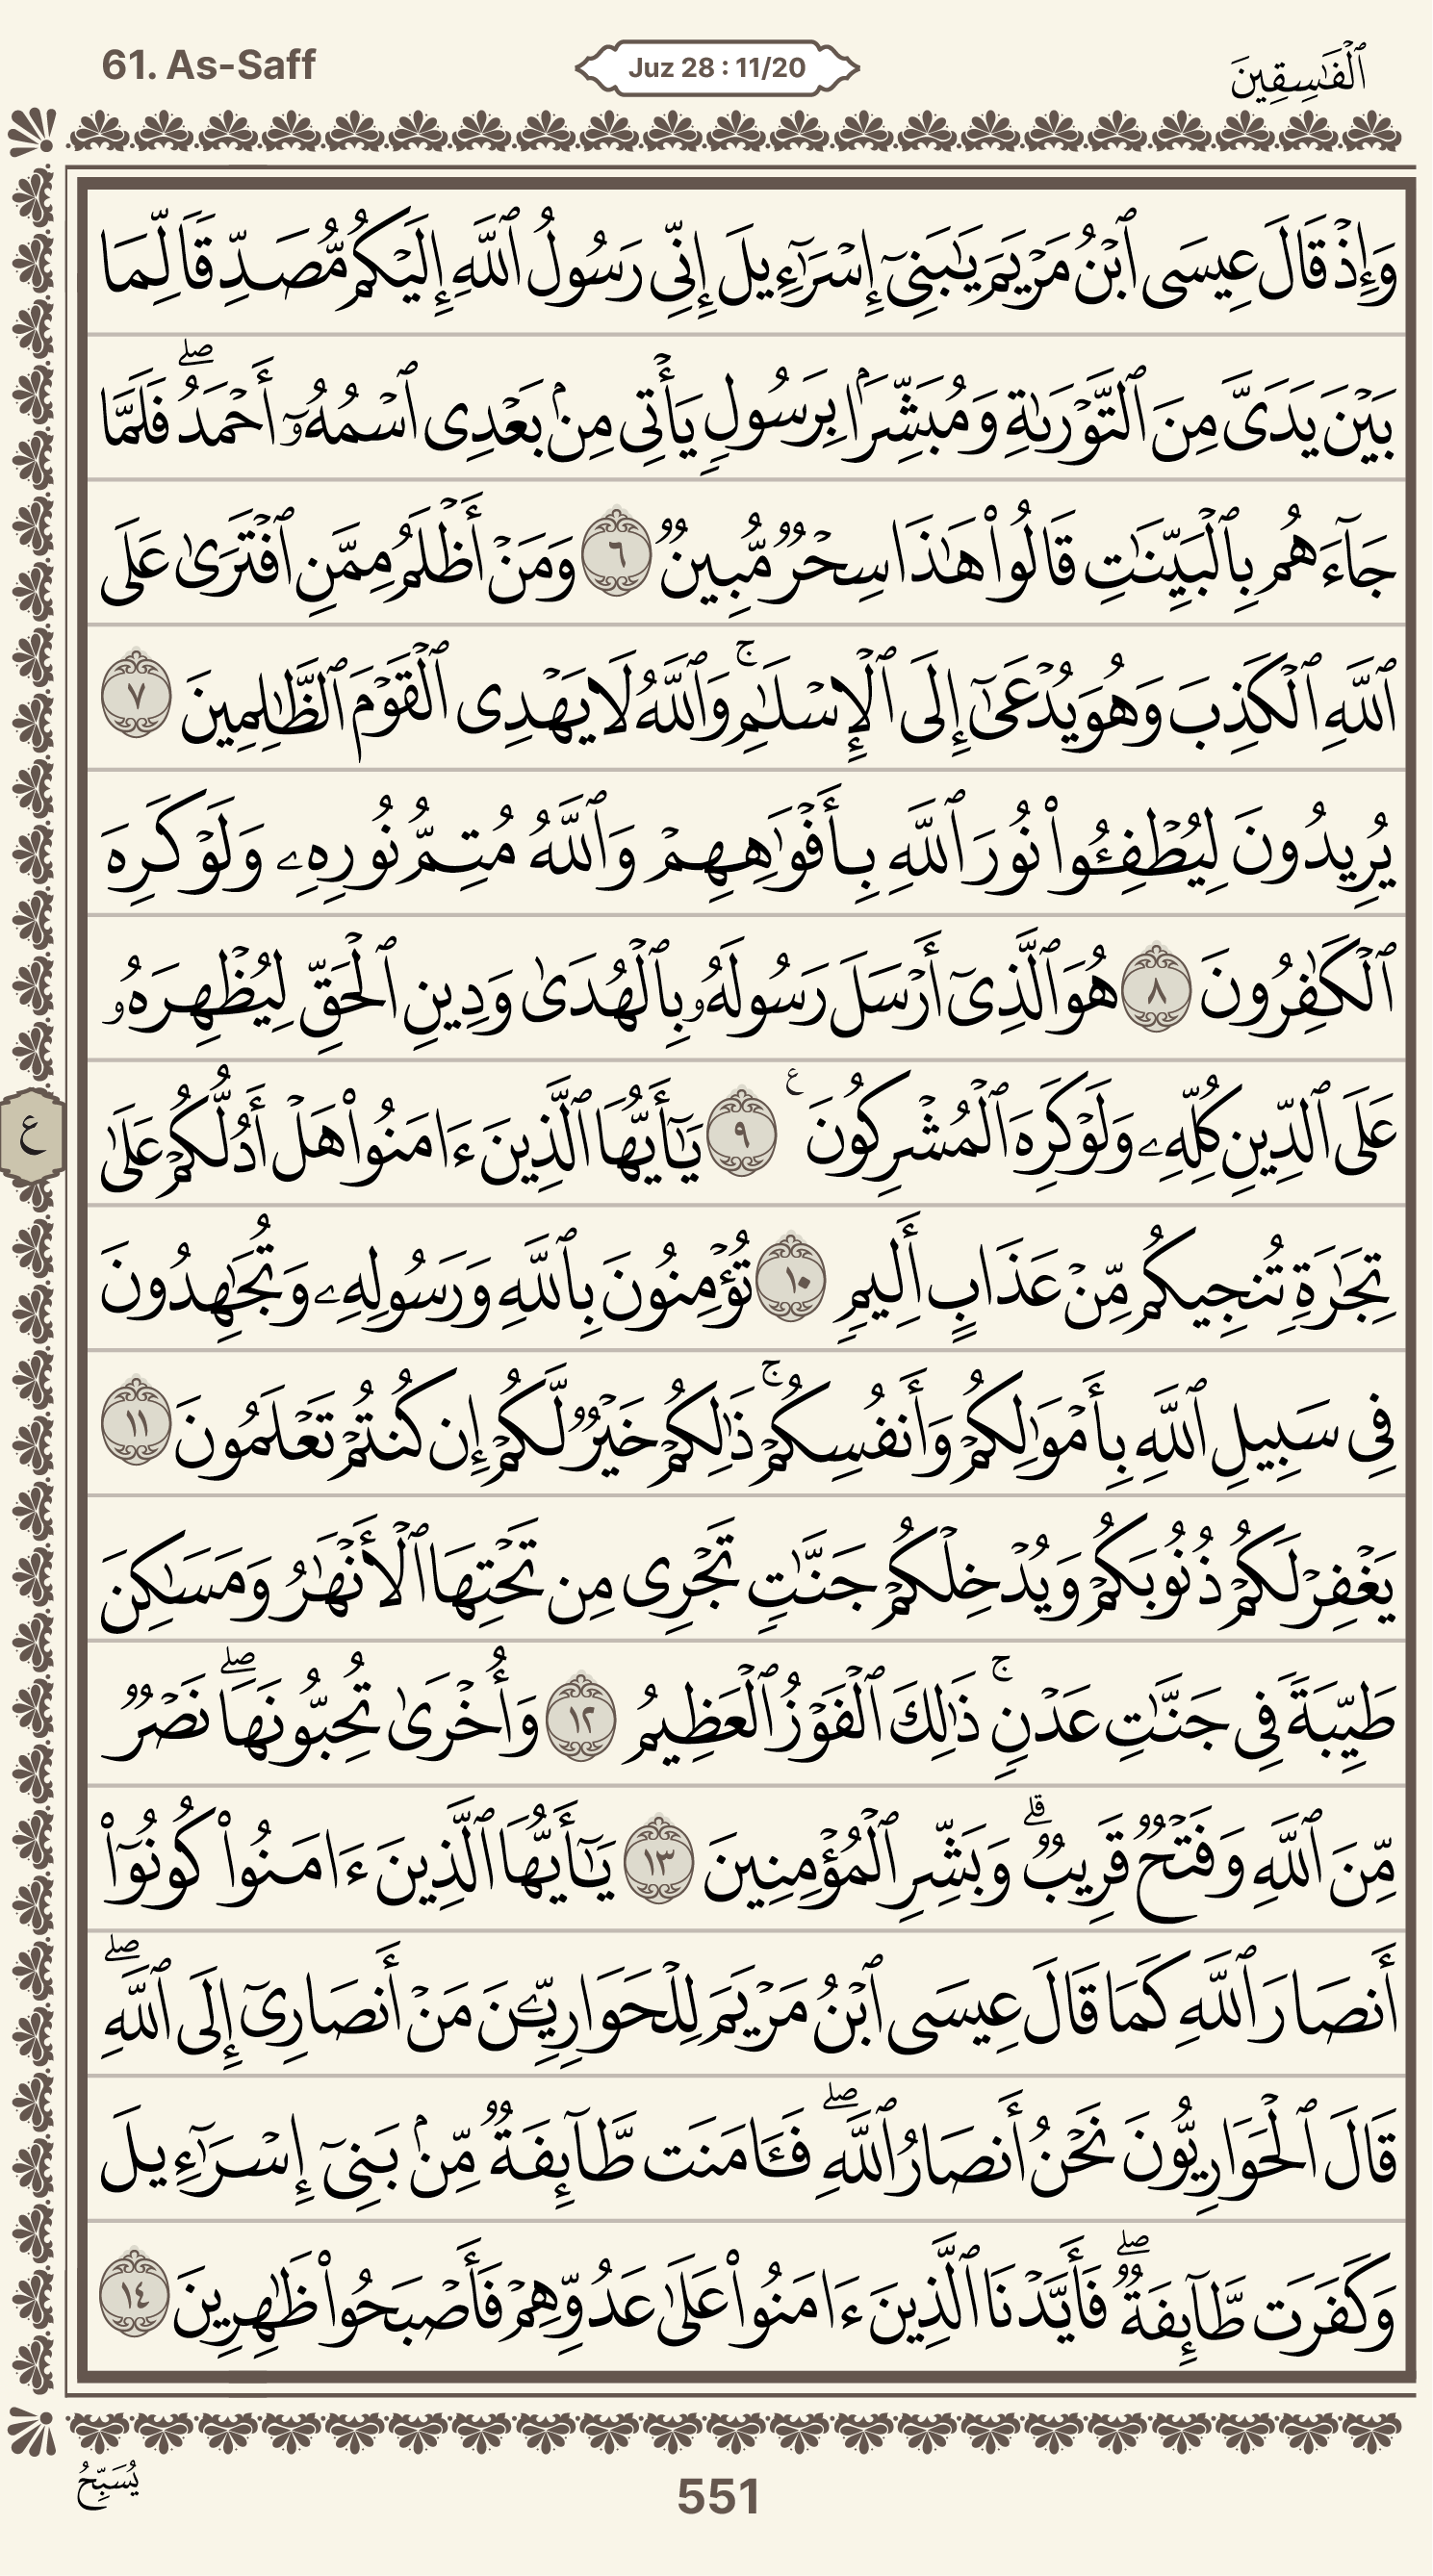 61. As-Saff
Juz 28 : 11/20
ٱلْفَـٰسِقِينَ
وَإِذْ قَالَ عِيسَى ٱبْنُ مَرْيَمَ يَـٰبَنِىٓ إِسْرَٰٓءِيلَ إِنِّى رَسُولُ ٱللَّهِ إِلَيْكُم مُّصَدِّقًا لِّمَا
بَيْنَ يَدَىَّ مِنَ ٱلتَّوْرَىٰةِ وَمُبَشِّرًۢا بِرَسُولٍ يَأْتِى مِنۢ بَعْدِى ٱسْمُهُۥٓ أَحْمَدُ ۖ فَلَمَّا
جَآءَهُم بِٱلْبَيِّنَـٰتِ قَالُوا۟ هَـٰذَا سِحْرٌ مُّبِينٌ ٦ وَمَنْ أَظْلَمُ مِمَّنِ ٱفْتَرَىٰ عَلَى
ٱللَّهِ ٱلْكَذِبَ وَهُوَ يُدْعَىٰٓ إِلَى ٱلْإِسْلَـٰمِ ۚ وَٱللَّهُ لَا يَهْدِى ٱلْقَوْمَ ٱلظَّـٰلِمِينَ ٧
يُرِيدُونَ لِيُطْفِـُٔوا۟ نُورَ ٱللَّهِ بِأَفْوَٰهِهِمْ وَٱللَّهُ مُتِمُّ نُورِهِۦ وَلَوْ كَرِهَ
ٱلْكَـٰفِرُونَ ٨ هُوَ ٱلَّذِىٓ أَرْسَلَ رَسُولَهُۥ بِٱلْهُدَىٰ وَدِينِ ٱلْحَقِّ لِيُظْهِرَهُۥ
عَلَى ٱلدِّينِ كُلِّهِۦ وَلَوْ كَرِهَ ٱلْمُشْرِكُونَ ع ٩ يَـٰٓأَيُّهَا ٱلَّذِينَ ءَامَنُوا۟ هَلْ أَدُلُّكُمْ عَلَىٰ
ع
تِجَـٰرَةٍ تُنجِيكُم مِّنْ عَذَابٍ أَلِيمٍ ١٠ تُؤْمِنُونَ بِٱللَّهِ وَرَسُولِهِۦ وَتُجَـٰهِدُونَ
فِى سَبِيلِ ٱللَّهِ بِأَمْوَٰلِكُمْ وَأَنفُسِكُمْ ۚ ذَٰلِكُمْ خَيْرٌ لَّكُمْ إِن كُنتُمْ تَعْلَمُونَ ١١
يَغْفِرْ لَكُمْ ذُنُوبَكُمْ وَيُدْخِلْكُمْ جَنَّـٰتٍ تَجْرِى مِن تَحْتِهَا ٱلْأَنْهَـٰرُ وَمَسَـٰكِنَ
طَيِّبَةً فِى جَنَّـٰتِ عَدْنٍ ۚ ذَٰلِكَ ٱلْفَوْزُ ٱلْعَظِيمُ ١٢ وَأُخْرَىٰ تُحِبُّونَهَا ۖ نَصْرٌ
مِّنَ ٱللَّهِ وَفَتْحٌ قَرِيبٌ ۗ وَبَشِّرِ ٱلْمُؤْمِنِينَ ١٣ يَـٰٓأَيُّهَا ٱلَّذِينَ ءَامَنُوا۟ كُونُوٓا۟
أَنصَارَ ٱللَّهِ كَمَا قَالَ عِيسَى ٱبْنُ مَرْيَمَ لِلْحَوَارِيِّـۧنَ مَنْ أَنصَارِىٓ إِلَى ٱللَّهِ ۖ
قَالَ ٱلْحَوَارِيُّونَ نَحْنُ أَنصَارُ ٱللَّهِ ۖ فَـَٔامَنَت طَّآئِفَةٌ مِّنۢ بَنِىٓ إِسْرَٰٓءِيلَ
وَكَفَرَت طَّآئِفَةٌ ۖ فَأَيَّدْنَا ٱلَّذِينَ ءَامَنُوا۟ عَلَىٰ عَدُوِّهِمْ فَأَصْبَحُوا۟ ظَـٰهِرِينَ ١٤
يُسَبِّحُ
551